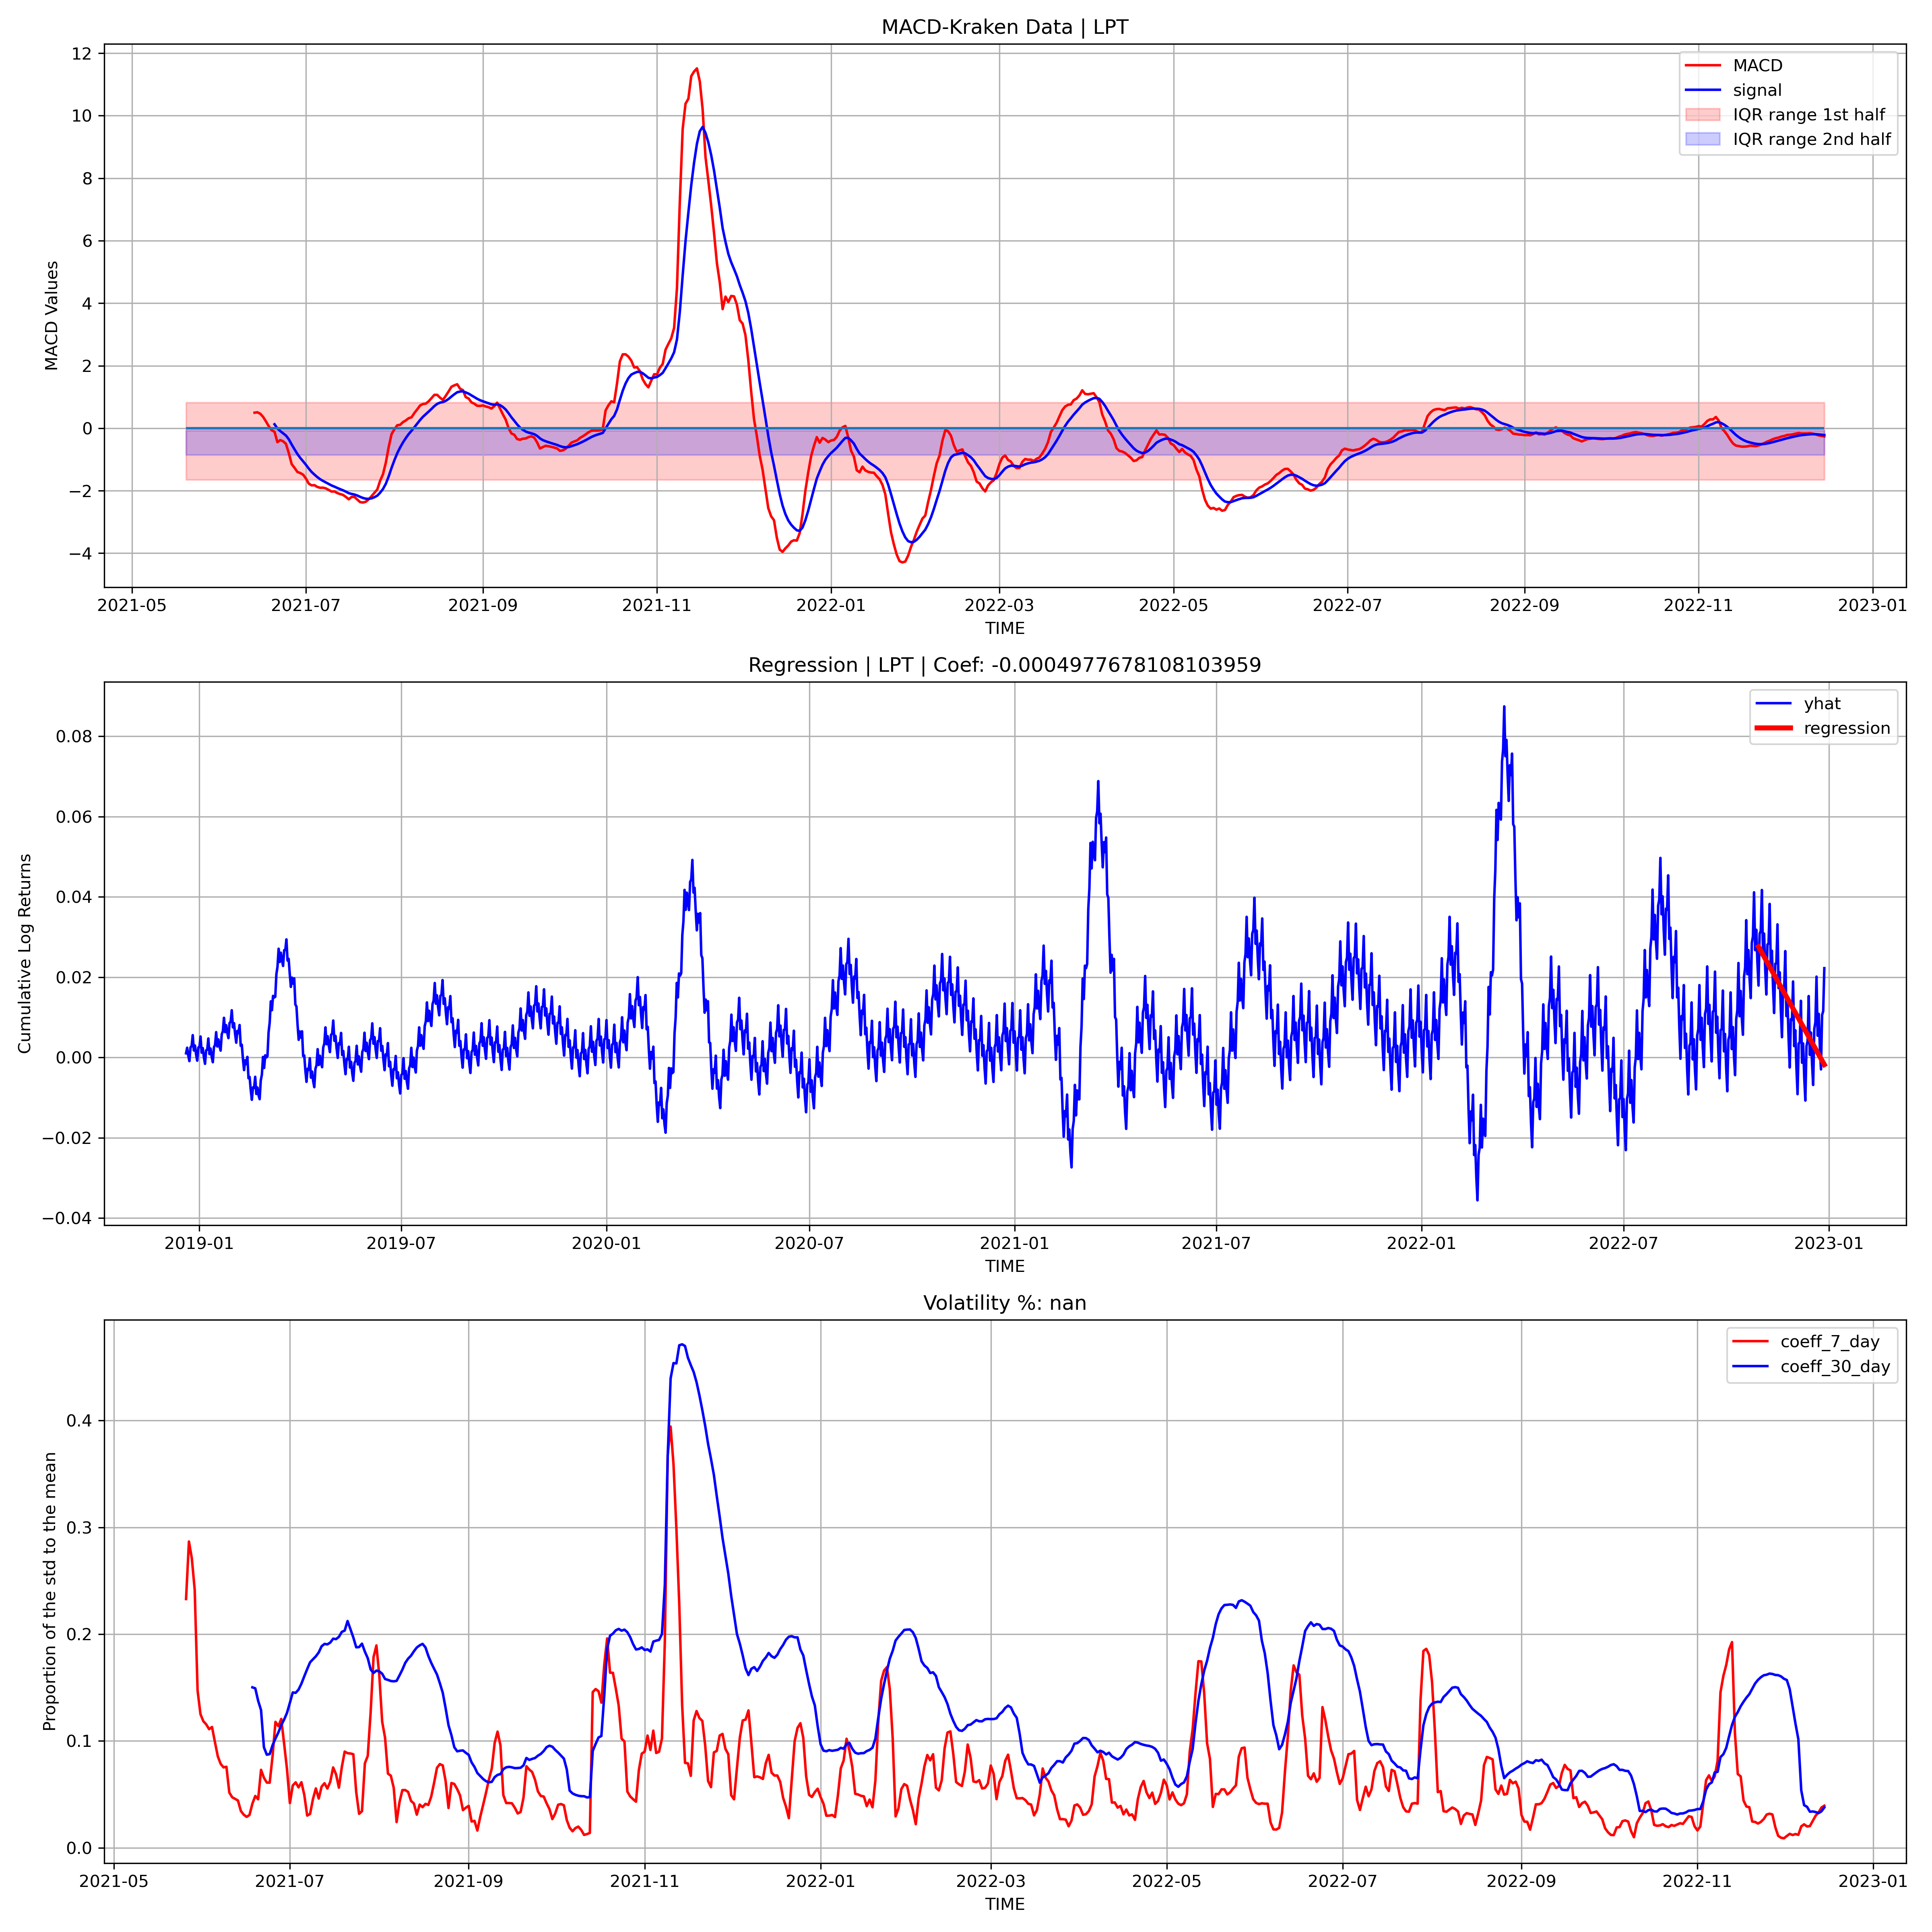 MACD-Kraken Data | LPT
12
10
8
6
4
2
0
−2
−4
MACD Values
MACD
signal
IQR range 1st half
IQR range 2nd half
2021-05 2021-07 2021-09 2021-11 2022-01 2022-03 2022-05 2022-07 2022-09 2022-11 2023-01
TIME
Regression | LPT | Coef: -0.0004977678108103959
0.08
0.06
0.04
0.02
0.00
−0.02
−0.04
Cumulative Log Returns
yhat
regression
2019-01 2019-07 2020-01 2020-07 2021-01 2021-07 2022-01 2022-07 2023-01
TIME
Volatility %: nan
0.4
0.3
0.2
0.1
0.0
Proportion of the std to the mean
coeff_7_day
coeff_30_day
2021-05 2021-07 2021-09 2021-11 2022-01 2022-03 2022-05 2022-07 2022-09 2022-11 2023-01
TIME